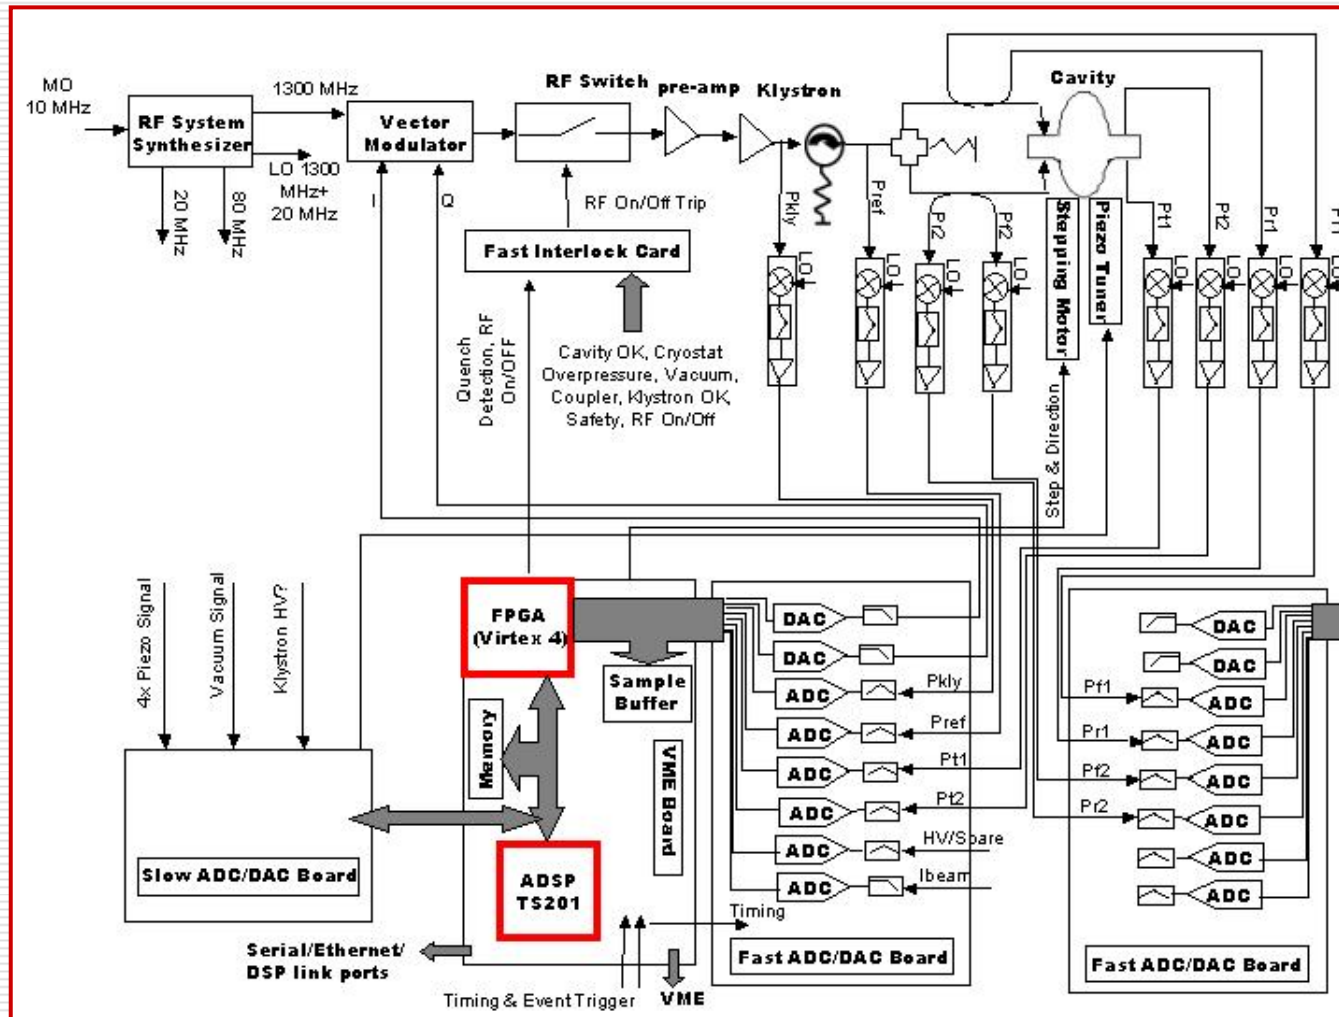 MO
10 MHz
RF System
Synthesizer
1300 MHz
LO 1300
MHz+
20 MHz
20 MHz
80 MHz
Vector
Modulator
I
Q
RF Switch
pre-amp
Klystron
Cavity
RF On/Off Trip
Fast Interlock Card
Quench
Detection, RF
On/OFF
Cavity OK, Cryostat
Overpressure, Vacuum,
Coupler, Klystron OK,
Safety, RF On/Off
Pkly
Pref
Pr2
Pf2
Stepping Motor
Piezo Tuner
Pt1
Pt2
Pr1
LO
LO
LO
LO
LO
LO
LO
LO
Step & Direction
4x Piezo Signal
Vacuum Signal
Klystron HV?
FPGA
(Virtex 4)
Sample
Buffer
Memory
VME Board
ADSP
TS201
Slow ADC/DAC Board
Serial/Ethernet/
DSP link ports
Timing & Event Trigger
VME
Timing
DAC
DAC
ADC
Pkly
ADC
Pref
ADC
Pt1
ADC
Pt2
ADC
HV/Spare
ADC
Ibeam
Fast ADC/DAC Board
DAC
DAC
Pf1
ADC
Pr1
ADC
Pf2
ADC
Pr2
ADC
ADC
ADC
Fast ADC/DAC Board